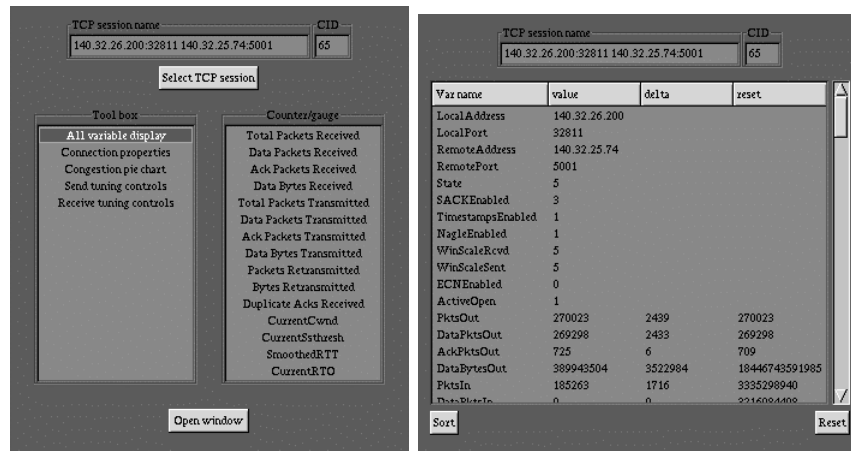 TCP session name CID
140.32.26.200:32811 140.32.25.74:5001 65
Select TCP session
Tool box
All variable display
Connection properties
Congestion pie chart
Send tuning controls
Receive tuning controls
Counter/gauge
Total Packets Received
Data Packets Received
Ack Packets Received
Data Bytes Received
Total Packets Transmitted
Data Packets Transmitted
Ack Packets Transmitted
Data Bytes Transmitted
Packets Retransmitted
Bytes Retransmitted
Duplicate Acks Received
CurrentCwnd
CurrentSsthresh
SmoothedRTT
CurrentRTO
Open window
TCP session name CID
140.32.26.200:32811 140.32.25.74:5001 65
Var name value delta reset
LocalAddress 140.32.26.200
LocalPort 32811
RemoteAddress 140.32.25.74
RemotePort 5001
State 5
SACKEnabled 3
TimestampsEnabled 1
NagleEnabled 1
WinScaleRcvd 5
WinScaleSent 5
ECNEnabled 0
ActiveOpen 1
PktsOut 270023 2439 270023
DataPktsOut 269298 2433 269298
AckPktsOut 725 6 709
DataBytesOut 389943504 3522984 18446743591985
PktsIn 185263 1716 3335298940
DataPktsIn 0 0
Sort Reset